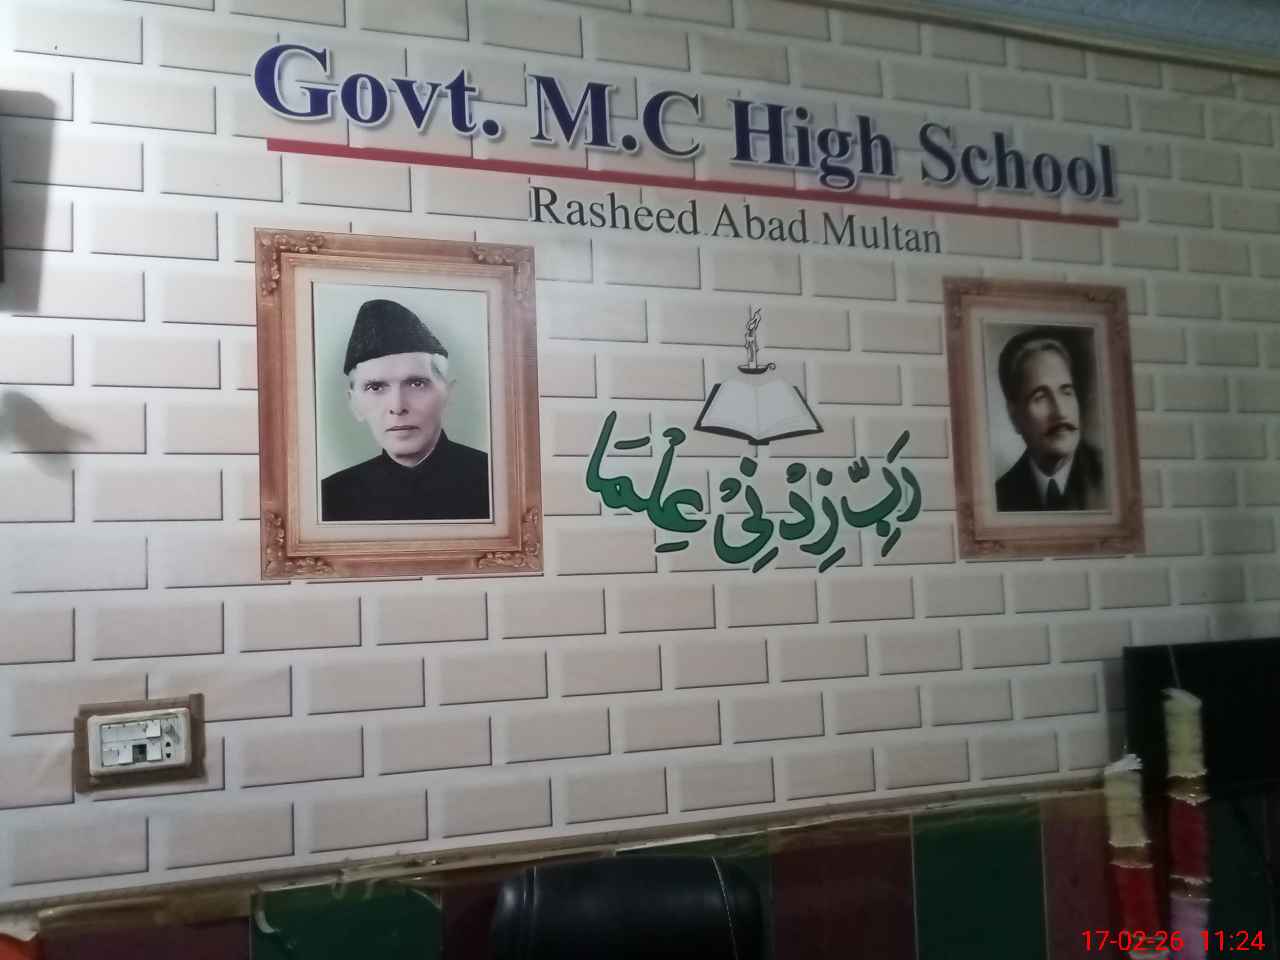 Govt. M.C High School
Rasheed Abad Multan
رَبِّ زِدْنِیْ عِلْمَا
17-02-26 11:24